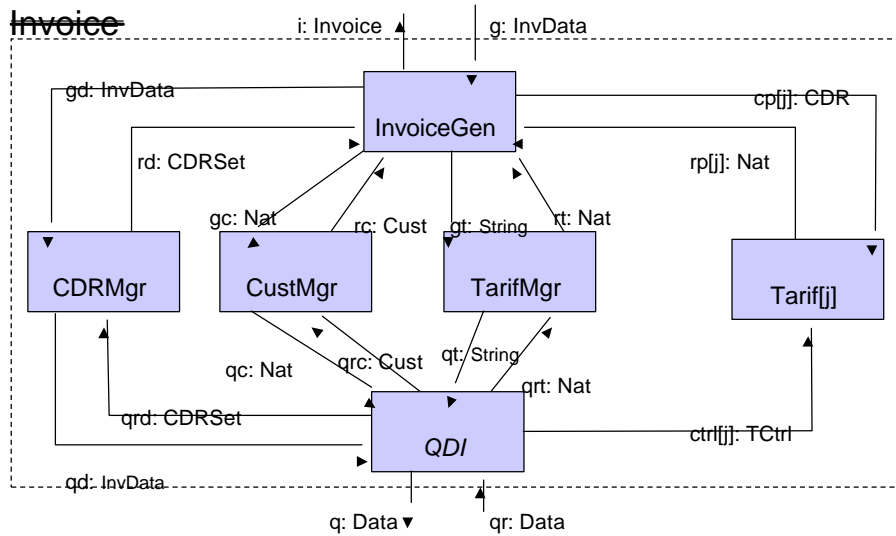 Invoice
i: Invoice
g: InvData
gd: InvData
cp[j]: CDR
InvoiceGen
rd: CDRSet
rp[j]: Nat
gc: Nat
rc: Cust
gt: String
rt: Nat
CDRMgr
CustMgr
TarifMgr
Tarif[j]
qc: Nat
qrc: Cust
qt: String
qrt: Nat
qrd: CDRSet
ctrl[j]: TCtrl
QDI
qd: InvData
q: Data
qr: Data